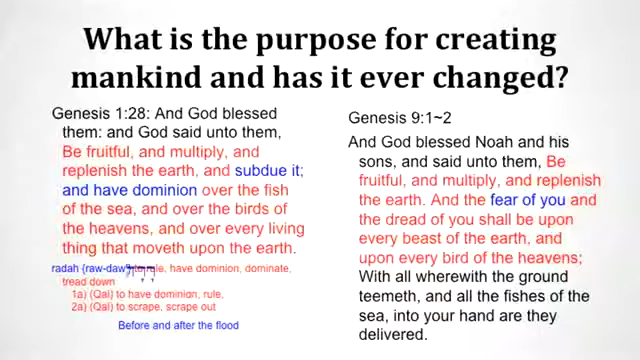 What is the purpose for creating
mankind and has it ever changed?
Genesis 1:28: And God blessed
them: and God said unto them,
Be fruitful, and multiply, and
replenish the earth, and subdue it;
and have dominion over the fish
of the sea, and over the birds of
the heavens, and over every living
thing that moveth upon the earth.
radah {raw-daw'} to rule, have dominion, dominate,
tread down
1a) (Qal) to have dominion, rule,
2a) (Qal) to scrape, scrape out
Before and after the flood
Genesis 9:1~2
And God blessed Noah and his
sons, and said unto them, Be
fruitful, and multiply, and replenish
the earth. And the fear of you and
the dread of you shall be upon
every beast of the earth, and
upon every bird of the heavens;
With all wherewith the ground
teemeth, and all the fishes of the
sea, into your hand are they
delivered.